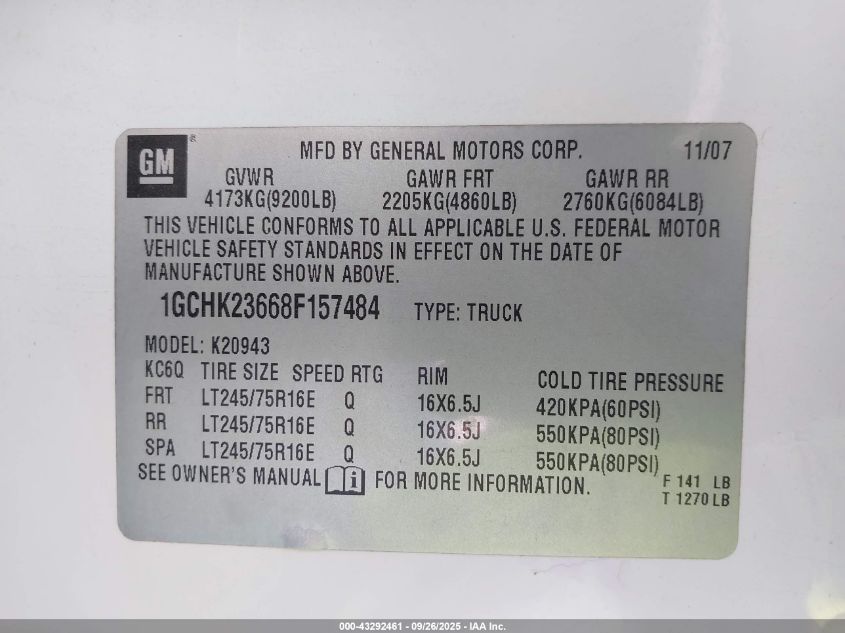 GM
MFD BY GENERAL MOTORS CORP. 11/07
GVWR GAWR FRT GAWR RR
4173KG(9200LB) 2205KG(4860LB) 2760KG(6084LB)
THIS VEHICLE CONFORMS TO ALL APPLICABLE U.S. FEDERAL MOTOR
VEHICLE SAFETY STANDARDS IN EFFECT ON THE DATE OF
MANUFACTURE SHOWN ABOVE.
1GCHK23668F157484 TYPE: TRUCK
MODEL: K20943
KC6Q TIRE SIZE SPEED RTG RIM COLD TIRE PRESSURE
FRT LT245/75R16E Q 16X6.5J 420KPA(60PSI)
RR LT245/75R16E Q 16X6.5J 550KPA(80PSI)
SPA LT245/75R16E Q 16X6.5J 550KPA(80PSI)
SEE OWNER'S MANUAL i FOR MORE INFORMATION. F 141 LB
T 1270 LB
000-43292461 - 09/26/2025 - IAA Inc.